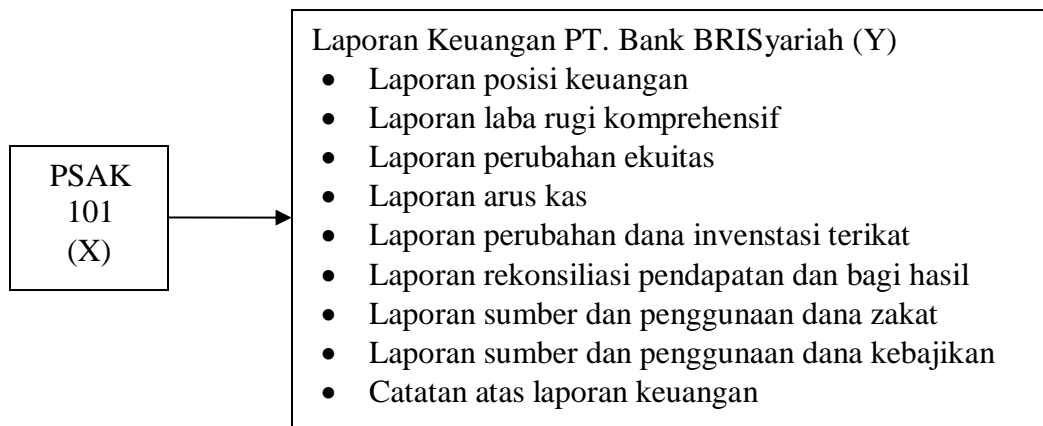 PSAK
101
(X)
Laporan Keuangan PT. Bank BRISyariah (Y)
• Laporan posisi keuangan
• Laporan laba rugi komprehensif
• Laporan perubahan ekuitas
• Laporan arus kas
• Laporan perubahan dana invenstasi terikat
• Laporan rekonsiliasi pendapatan dan bagi hasil
• Laporan sumber dan penggunaan dana zakat
• Laporan sumber dan penggunaan dana kebajikan
• Catatan atas laporan keuangan